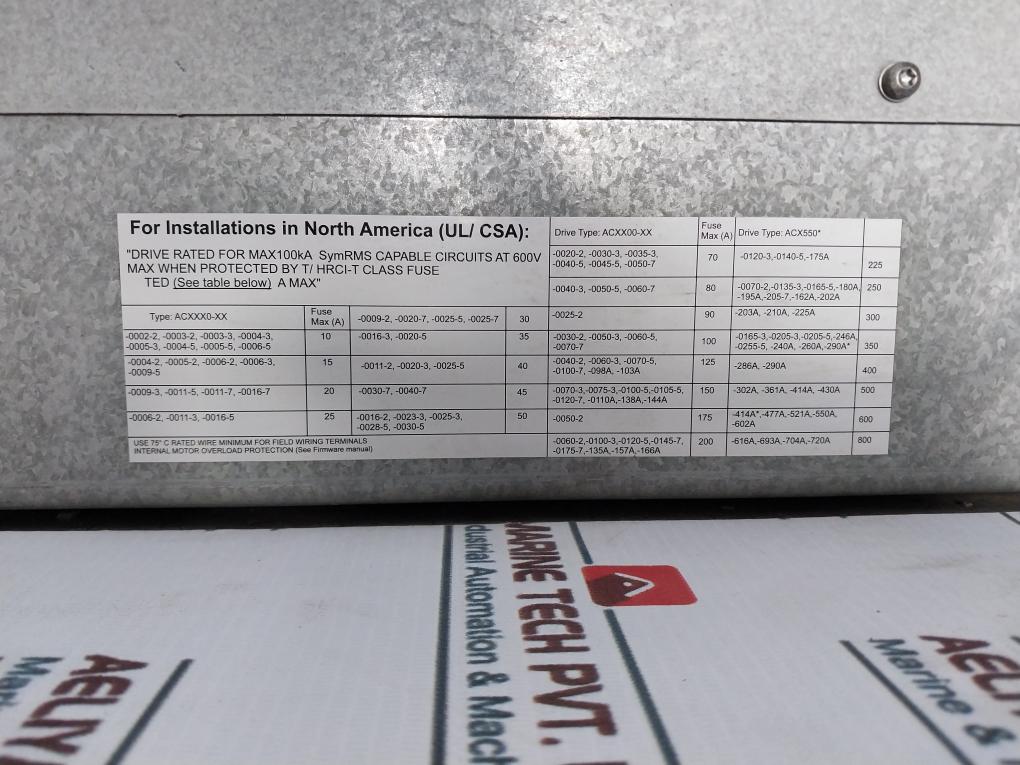 For Installations in North America (UL/ CSA):
"DRIVE RATED FOR MAX100kA SymRMS CAPABLE CIRCUITS AT 600V
MAX WHEN PROTECTED BY T/ HRCI-T CLASS FUSE
TED (See table below) A MAX"
Type: ACXXX0-XX Fuse Max (A)
-0002-2, -0003-2, -0003-3, -0004-3, 10
-0005-3, -0004-5, -0005-5, -0006-5
-0004-2, -0005-2, -0006-2, -0006-3, 15
-0009-5
-0009-3, -0011-5, -0011-7, -0016-7 20
-0006-2, -0011-3, -0016-5 25
USE 75° C RATED WIRE MINIMUM FOR FIELD WIRING TERMINALS
INTERNAL MOTOR OVERLOAD PROTECTION (See Firmware manual)
-0009-2, -0020-7, -0025-5, -0025-7 30
-0016-3, -0020-5 35
-0011-2, -0020-3, -0025-5 40
-0030-7, -0040-7 45
-0016-2, -0023-3, -0025-3, 50
-0028-5, -0030-5
Drive Type: ACXX00-XX Fuse Max (A)
-0020-2, -0030-3, -0035-3, 70
-0040-5, -0045-5, -0050-7
-0040-3, -0050-5, -0060-7 80
-0025-2 90
-0030-2, -0050-3, -0060-5, 100
-0070-7
-0040-2, -0060-3, -0070-5, 125
-0100-7, -098A, -103A
-0070-3,-0075-3,-0100-5,-0105-5, 150
-0120-7, -0110A,-138A,-144A
-0050-2 175
-0060-2,-0100-3,-0120-5,-0145-7, 200
-0175-7,-135A,-157A,-166A
Drive Type: ACX550*
-0120-3,-0140-5,-175A 225
-0070-2,-0135-3,-0165-5,-180A, 250
-195A,-205-7,-162A,-202A
-203A, -210A, -225A 300
-0165-3,-0205-3,-0205-5,-246A, 350
-0255-5, -240A, -260A,-290A*
-286A, -290A 400
-302A, -361A, -414A, -430A 500
-414A*,-477A,-521A,-550A, 600
-602A
-616A,-693A,-704A,-720A 800
MARINE TECH PVT.
dustrial Automation & Mach
AELIY
Mari
AELIY
Marine &